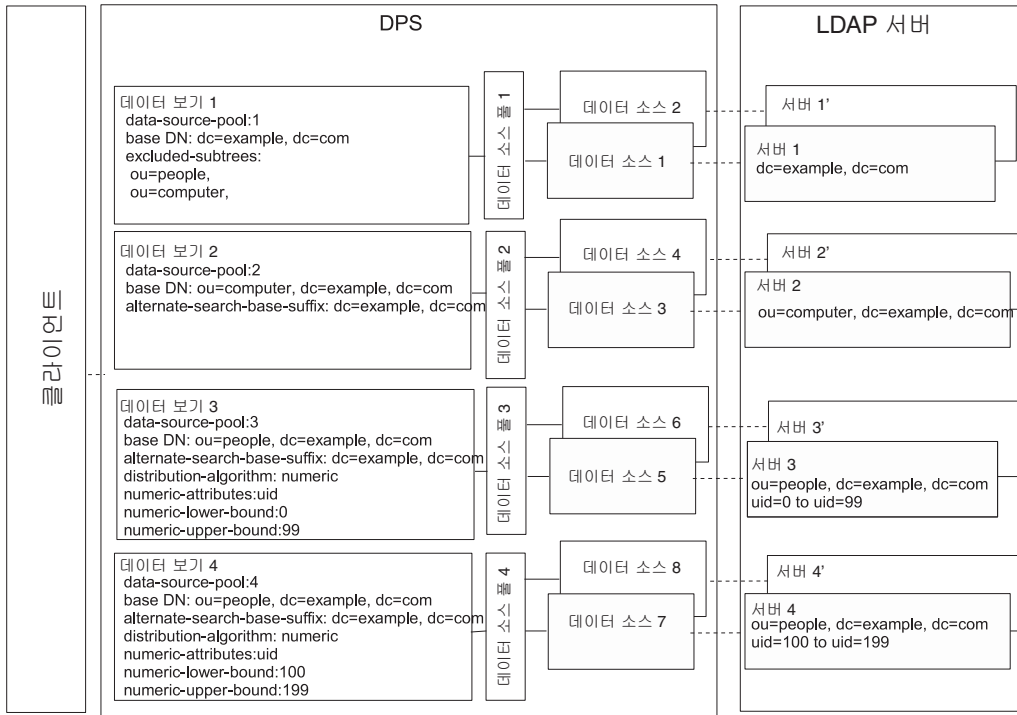 클라이언트
DPS
데이터 보기 1
data-source-pool:1
base DN: dc=example, dc=com
excluded-subtrees:
ou=people,
ou=computer,
데이터 소스 풀 1
데이터 소스 2
데이터 소스 1
데이터 보기 2
data-source-pool:2
base DN: ou=computer, dc=example, dc=com
alternate-search-base-suffix: dc=example, dc=com
데이터 소스 풀 2
데이터 소스 4
데이터 소스 3
데이터 보기 3
data-source-pool:3
base DN: ou=people, dc=example, dc=com
alternate-search-base-suffix: dc=example, dc=com
distribution-algorithm: numeric
numeric-attributes:uid
numeric-lower-bound:0
numeric-upper-bound:99
데이터 소스 풀 3
데이터 소스 6
데이터 소스 5
데이터 보기 4
data-source-pool:4
base DN: ou=people, dc=example, dc=com
alternate-search-base-suffix: dc=example, dc=com
distribution-algorithm: numeric
numeric-attributes:uid
numeric-lower-bound:100
numeric-upper-bound:199
데이터 소스 풀 4
데이터 소스 8
데이터 소스 7
LDAP 서버
서버 1’
서버 1
dc=example, dc=com
서버 2’
서버 2
ou=computer, dc=example, dc=com
서버 3’
서버 3
ou=people, dc=example, dc=com
uid=0 to uid=99
서버 4’
서버 4
ou=people, dc=example, dc=com
uid=100 to uid=199